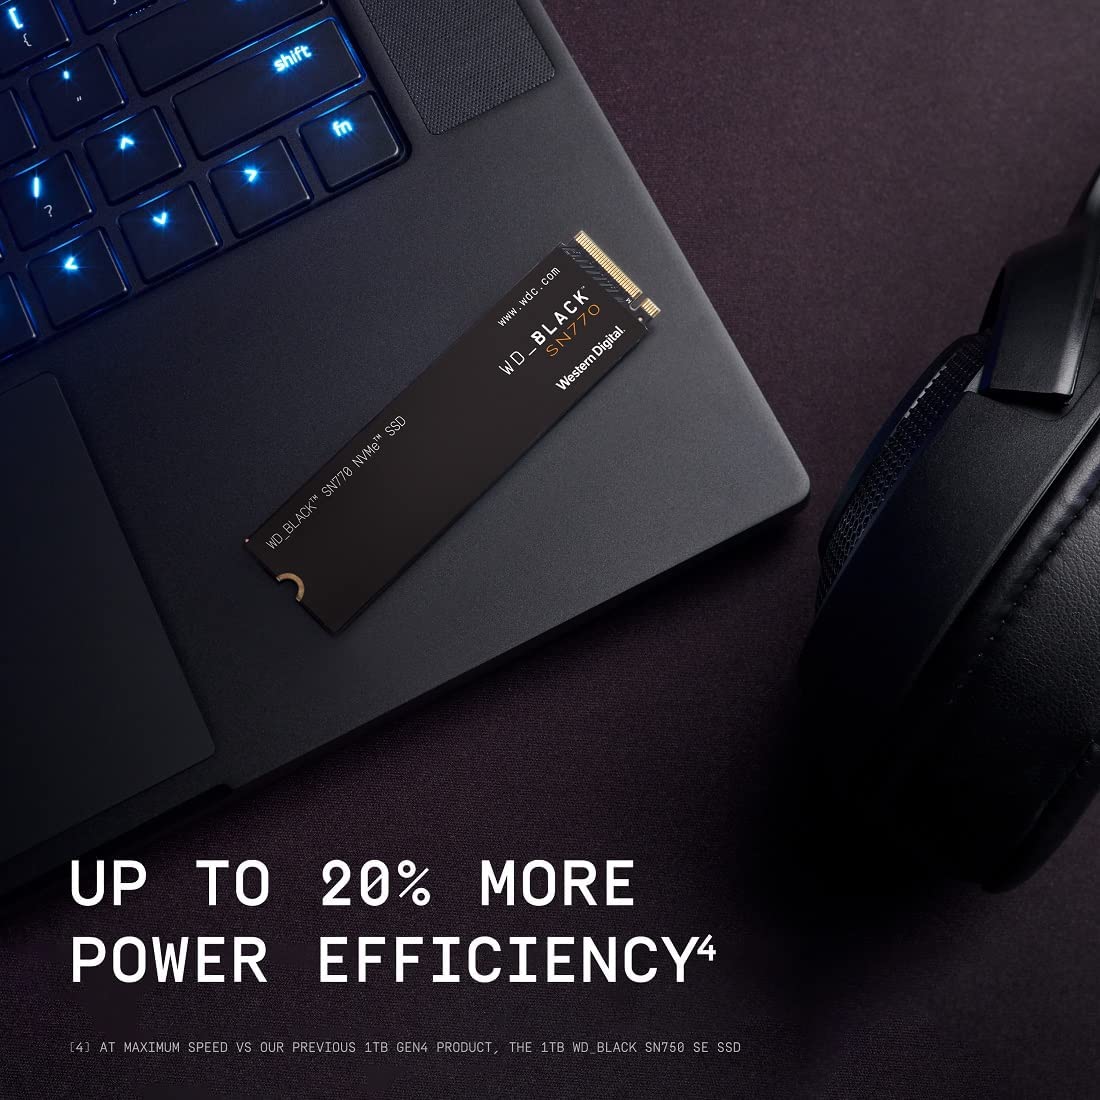 [
{
shift
'
"
fn
/
?
www.wdc.com
WD_BLACK™
SN770
Western Digital.
WD_BLACK™ SN770 NVMe™ SSD
UP TO 20% MORE
POWER EFFICIENCY⁴
[4] AT MAXIMUM SPEED VS OUR PREVIOUS 1TB GEN4 PRODUCT, THE 1TB WD_BLACK SN750 SE SSD